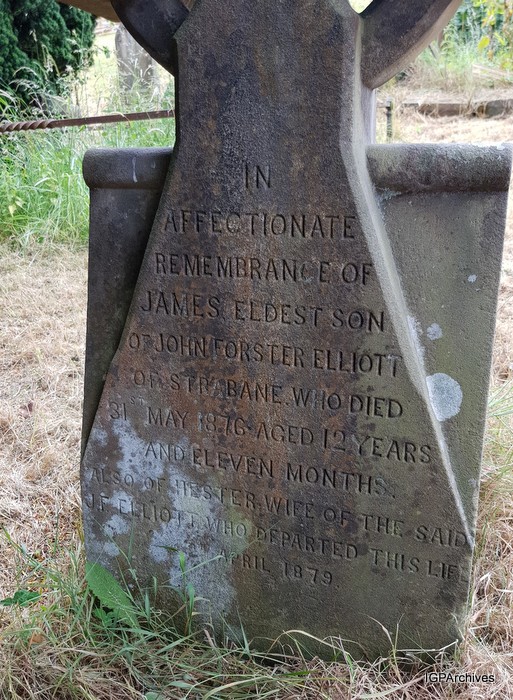 IN
AFFECTIONATE
REMEMBRANCE OF
JAMES ELDEST SON
OF JOHN FORSTER ELLIOTT
OF STRABANE. WHO DIED
31ST MAY 1876 AGED 12 YEARS
AND ELEVEN MONTHS.
ALSO OF HESTER, WIFE OF THE SAID
J.F. ELLIOTT, WHO DEPARTED THIS LIFE
APRIL 1879.
IGPArchives